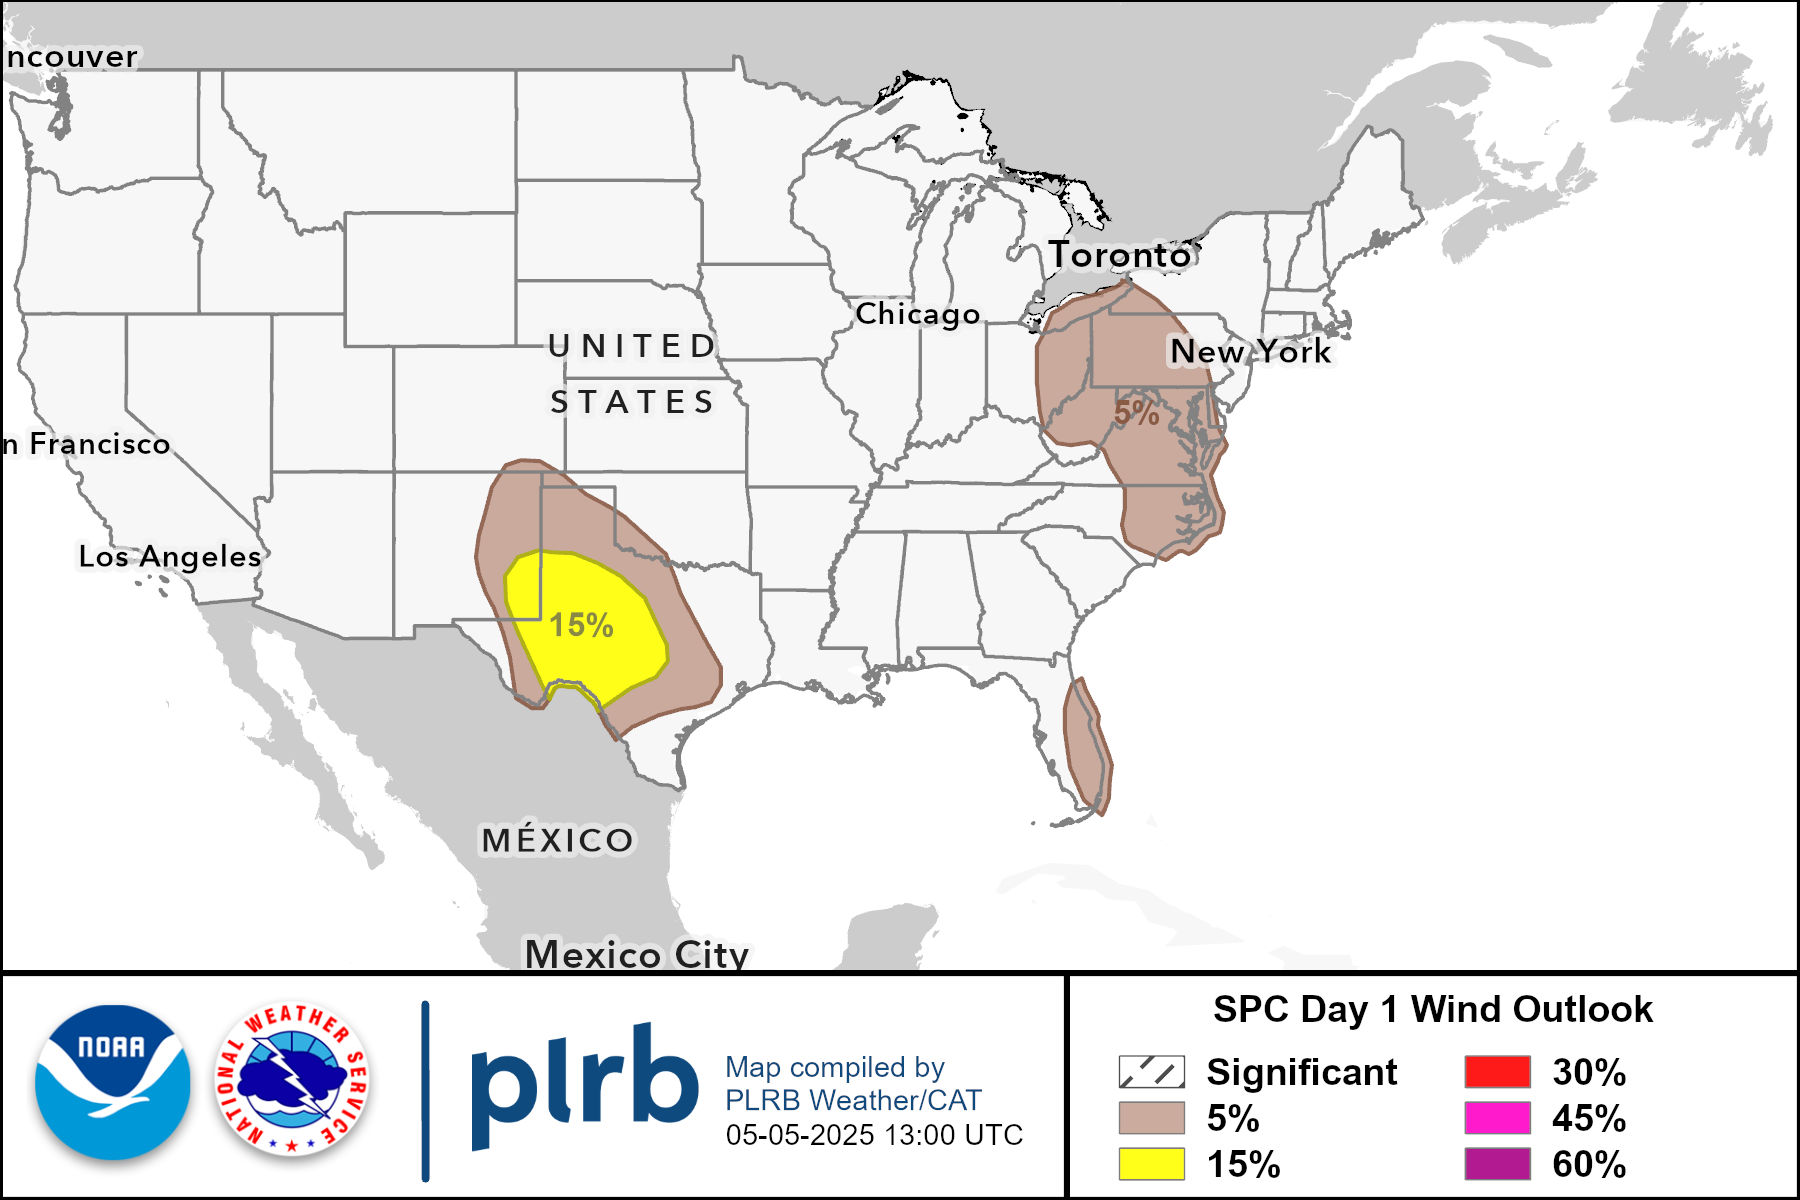 ncouver
Toronto
Chicago
UNITED
STATES
New York
5%
n Francisco
Los Angeles
15%
MÉXICO
Mexico City
NOAA
NATIONAL WEATHER SERVICE
plrb
Map compiled by
PLRB Weather/CAT
05-05-2025 13:00 UTC
SPC Day 1 Wind Outlook
Significant
5%
15%
30%
45%
60%